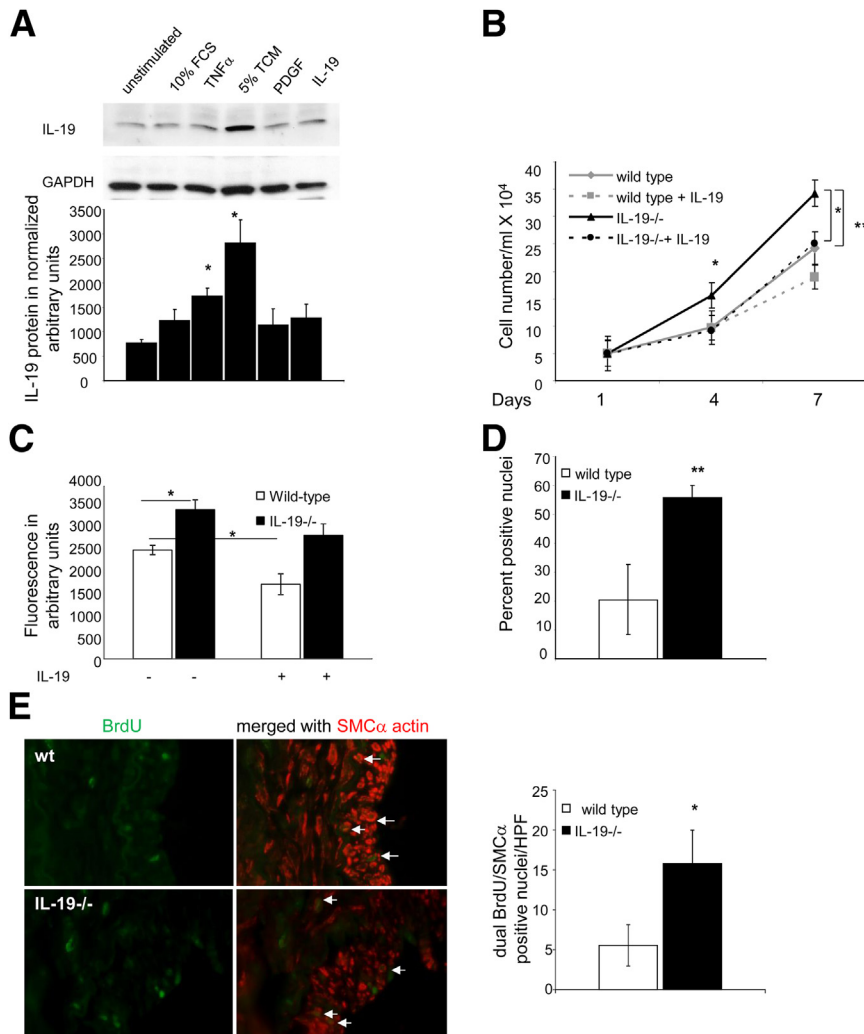 A
unstimulated
10% FCS
TNFα
5% TCM
PDGF
IL-19
IL-19
GAPDH
IL-19 protein in normalized
arbitrary units
3500
3000
2500
2000
1500
1000
500
0
*
*
B
Cell number/ml X 10⁴
40
35
30
25
20
15
10
5
0
wild type
wild type + IL-19
IL-19-/-
IL-19-/-+ IL-19
*
*
**
Days 1 4 7
C
Fluorescence in
arbitrary units
4000
3500
3000
2500
2000
1500
1000
500
0
*
*
Wild-type
IL-19-/-
IL-19 - - + +
D
Percent positive nuclei
70
60
50
40
30
20
10
0
wild type
IL-19-/-
**
E
BrdU
merged with SMCα actin
wt
IL-19-/-
dual BrdU/SMCα
positive nuclei/HPF
25
20
15
10
5
0
wild type
IL-19-/-
*